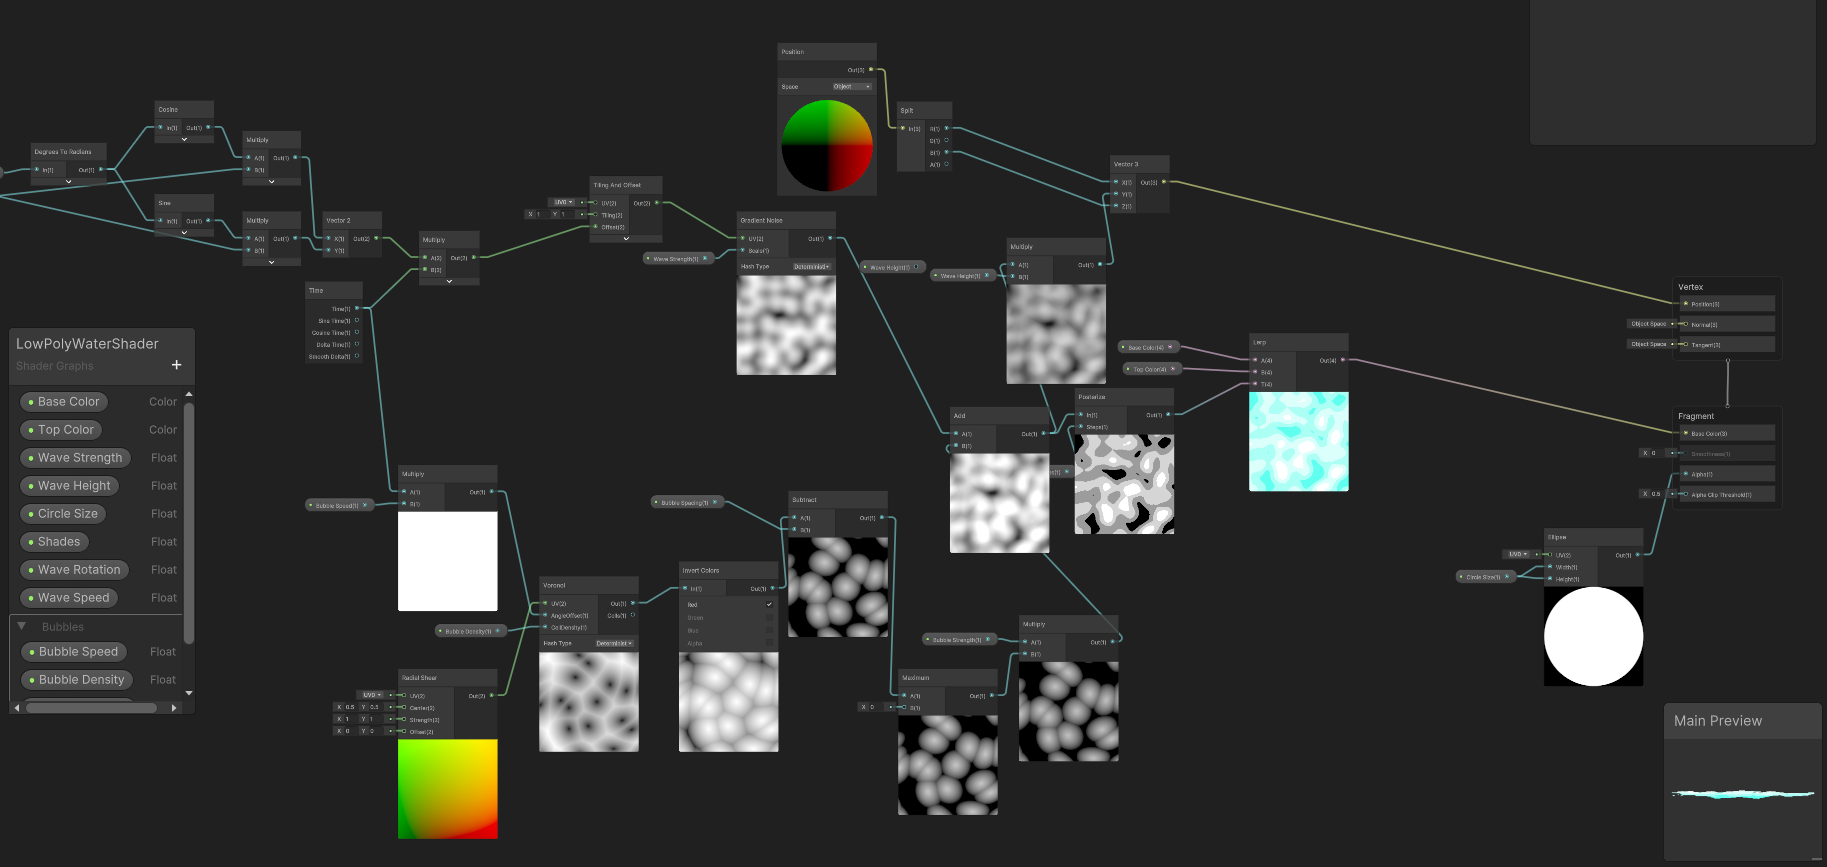 Position
Out(3)
Space
Object
Split
In(3)
R(1)
G(1)
B(1)
A(1)
Cosine
In(1)
Out(1)
Multiply
A(1)
Out(1)
B(1)
Degrees To Radians
In(1)
Out(1)
Sine
In(1)
Out(1)
Multiply
A(1)
Out(1)
B(1)
Vector 2
X(1)
Out(2)
Y(1)
Multiply
A(2)
Out(2)
B(2)
Tiling And Offset
UV0
UV(2)
Out(2)
X 1 Y 1
Tiling(2)
Offset(2)
Gradient Noise
UV(2)
Out(1)
Wave Strength(1)
Scale(1)
Hash Type
Wave Height(1)
Wave Height(1)
Multiply
A(1)
Out(1)
B(1)
Vector 3
X(1)
Out(3)
Y(1)
Z(1)
Time
Time(1)
Sine Time(1)
Cosine Time(1)
Delta Time(1)
Smooth Delta(1)
Vertex
Position(3)
Object Space
Normal(3)
Object Space
Tangent(3)
Base Color(4)
Top Color(4)
Lerp
A(4)
Out(4)
B(4)
T(4)
Posterize
In(1)
Out(1)
Steps(1)
Add
A(1)
Out(1)
B(1)
Fragment
Base Color(3)
X 0
Smoothness(1)
Alpha(1)
X 0.5
Alpha Clip Threshold(1)
LowPolyWaterShader
Shader Graphs
+
Base Color
Color
Top Color
Color
Wave Strength
Float
Wave Height
Float
Circle Size
Float
Shades
Float
Wave Rotation
Float
Wave Speed
Float
Bubbles
Bubble Speed
Float
Bubble Density
Float
Multiply
A(1)
Out(1)
Bubble Speed(1)
B(1)
Bubble Spacing(1)
Subtract
A(1)
Out(1)
B(1)
Voronoi
UV(2)
Out(1)
AngleOffset(1)
Cells(1)
Bubble Density(1)
CellDensity(1)
Hash Type
Invert Colors
In(1)
Out(1)
Red
Green
Blue
Alpha
Radial Shear
UV0
UV(2)
Out(2)
X 0.5 Y 0.5
Center(2)
X 1 Y 1
Strength(2)
X 0 Y 0
Offset(2)
Maximum
A(1)
Out(1)
X 0
B(1)
Bubble Strength(1)
Multiply
A(1)
Out(1)
B(1)
Ellipse
UV0
UV(2)
Out(1)
Circle Size(1)
Width(1)
Height(1)
Main Preview